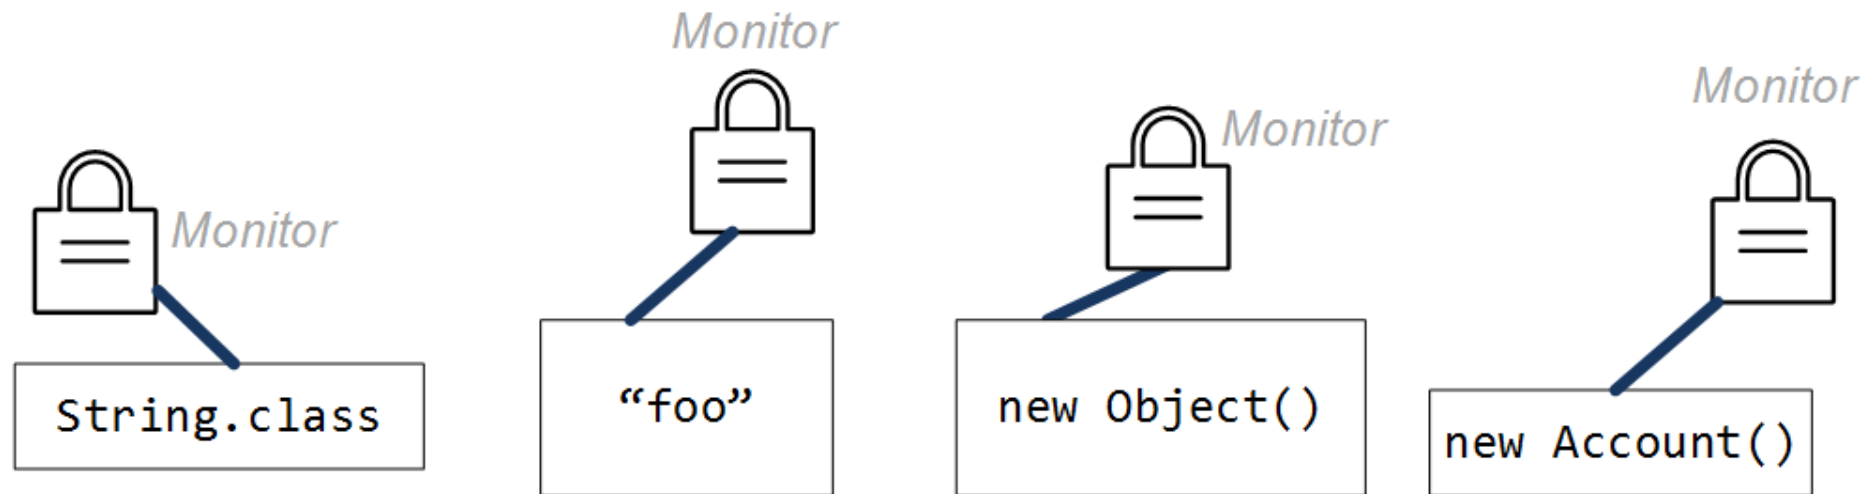 Monitor
Monitor
Monitor
Monitor
String.class
“foo”
new Object()
new Account()